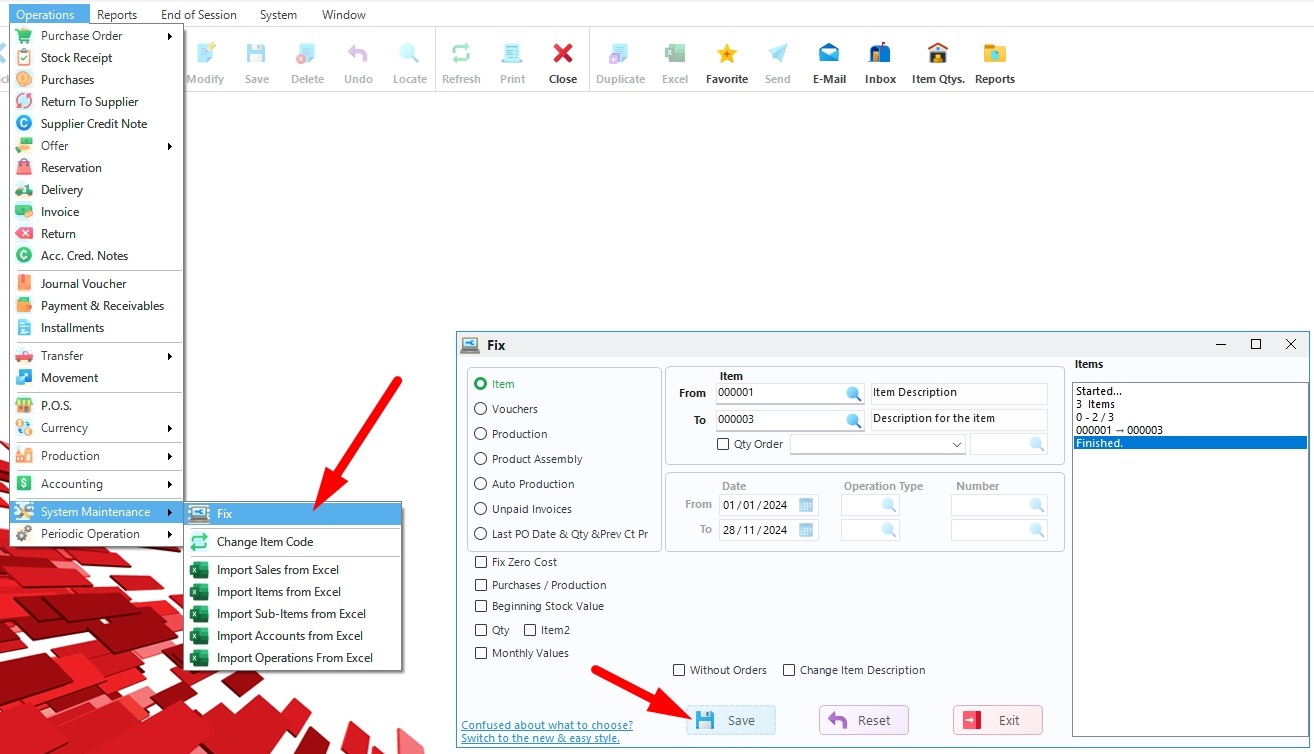 Operations Reports End of Session System Window
Modify Save Delete Undo Locate Refresh Print Close Duplicate Excel Favorite Send E-Mail Inbox Item Qtys. Reports
Purchase Order
Stock Receipt
Purchases
Return To Supplier
Supplier Credit Note
Offer
Reservation
Delivery
Invoice
Return
Acc. Cred. Notes
Journal Voucher
Payment & Receivables
Installments
Transfer
Movement
P.O.S.
Currency
Production
Accounting
System Maintenance
Periodic Operation
Fix
Change Item Code
Import Sales from Excel
Import Items from Excel
Import Sub-Items from Excel
Import Accounts from Excel
Import Operations From Excel
Fix
Item
Vouchers
Production
Product Assembly
Auto Production
Unpaid Invoices
Last PO Date & Qty &Prev Ct Pr
Fix Zero Cost
Purchases / Production
Beginning Stock Value
Qty Item2
Monthly Values
Item
From 000001 Item Description
To 000003 Description for the item
Qty Order
Date Operation Type Number
From 01/01/2024
To 28/11/2024
Without Orders Change Item Description
Confused about what to choose?
Switch to the new & easy style.
Save Reset Exit
Items
Started...
3 Items
0 - 2 / 3
000001 → 000003
Finished.